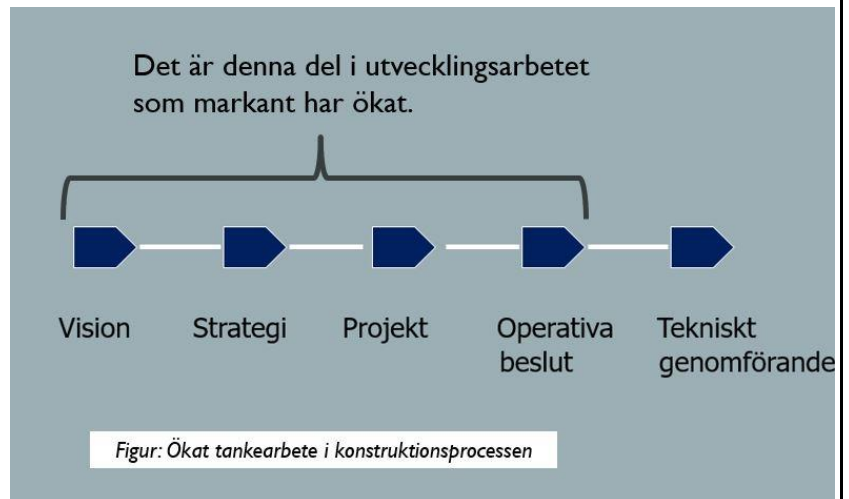 Det är denna del i utvecklingsarbetet
som markant har ökat.
Vision
Strategi
Projekt
Operativa
beslut
Tekniskt
genomförande
Figur: Ökat tankearbete i konstruktionsprocessen